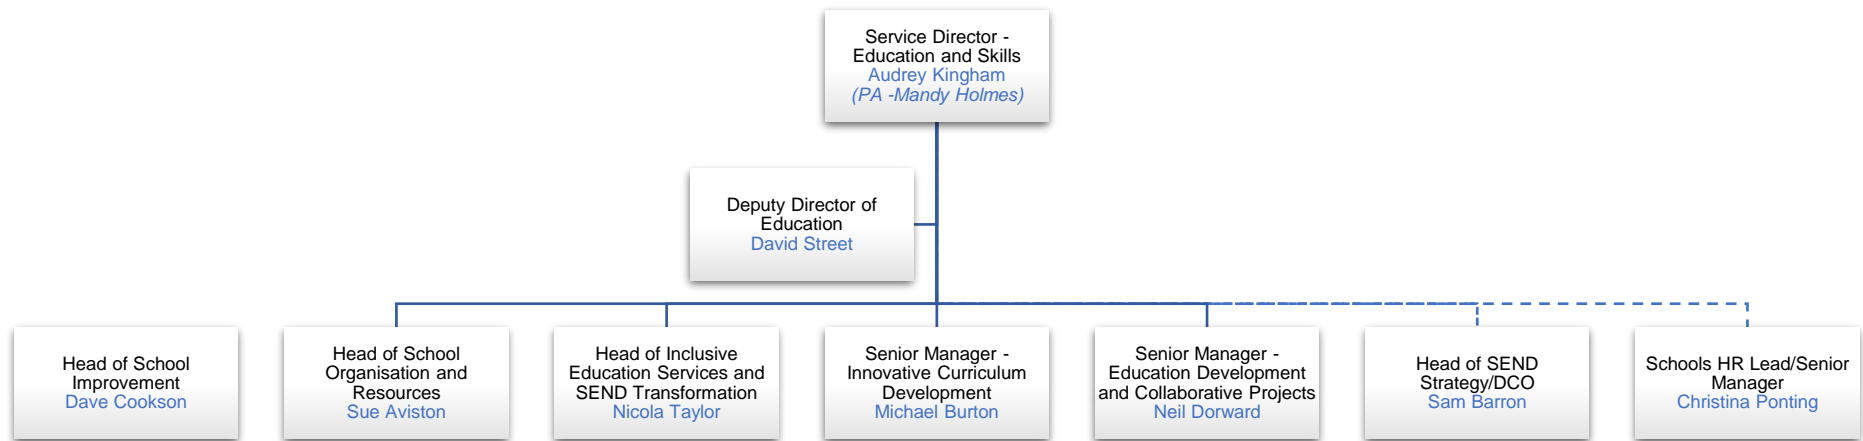 Service Director -
Education and Skills
Audrey Kingham
(PA -Mandy Holmes)
Deputy Director of
Education
David Street
Head of School
Improvement
Dave Cookson
Head of School
Organisation and
Resources
Sue Aviston
Head of Inclusive
Education Services and
SEND Transformation
Nicola Taylor
Senior Manager -
Innovative Curriculum
Development
Michael Burton
Senior Manager -
Education Development
and Collaborative Projects
Neil Dorward
Head of SEND
Strategy/DCO
Sam Barron
Schools HR Lead/Senior
Manager
Christina Ponting